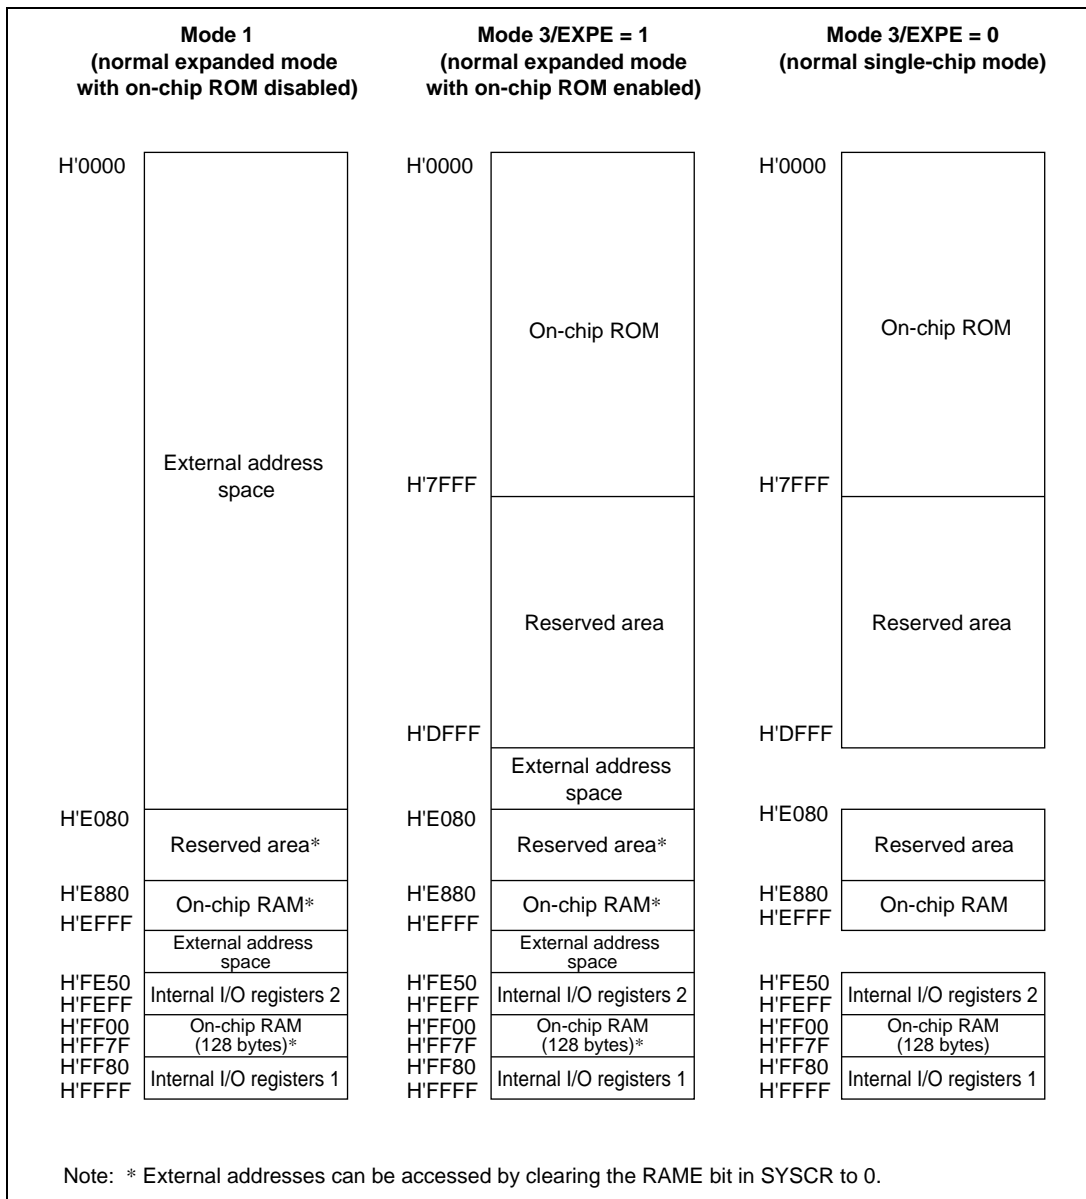 Mode 1
(normal expanded mode
with on-chip ROM disabled)
H'0000
External address
space
H'E080
Reserved area*
H'E880
On-chip RAM*
H'EFFF
External address
space
H'FE50
Internal I/O registers 2
H'FEFF
H'FF00
On-chip RAM
(128 bytes)*
H'FF7F
H'FF80
Internal I/O registers 1
H'FFFF
Mode 3/EXPE = 1
(normal expanded mode
with on-chip ROM enabled)
H'0000
On-chip ROM
H'7FFF
Reserved area
H'DFFF
External address
space
H'E080
Reserved area*
H'E880
On-chip RAM*
H'EFFF
External address
space
H'FE50
Internal I/O registers 2
H'FEFF
H'FF00
On-chip RAM
(128 bytes)*
H'FF7F
H'FF80
Internal I/O registers 1
H'FFFF
Mode 3/EXPE = 0
(normal single-chip mode)
H'0000
On-chip ROM
H'7FFF
Reserved area
H'DFFF
H'E080
Reserved area
H'E880
On-chip RAM
H'EFFF
H'FE50
Internal I/O registers 2
H'FEFF
H'FF00
On-chip RAM
(128 bytes)
H'FF7F
H'FF80
Internal I/O registers 1
H'FFFF
Note: * External addresses can be accessed by clearing the RAME bit in SYSCR to 0.